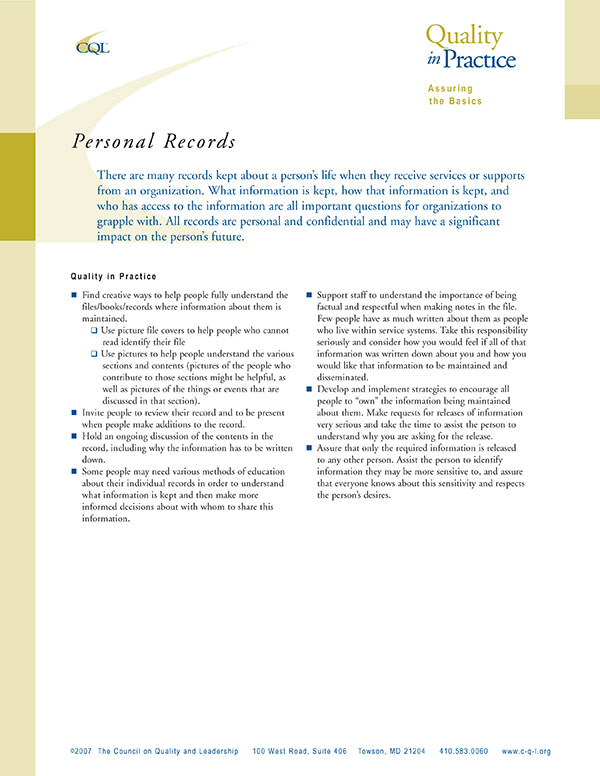 CQL
Quality
in Practice
Assuring
the Basics
Personal Records
There are many records kept about a person's life when they receive services or supports
from an organization. What information is kept, how that information is kept, and
who has access to the information are all important questions for organizations to
grapple with. All records are personal and confidential and may have a significant
impact on the person's future.
Quality in Practice
■ Find creative ways to help people fully understand the
files/books/records where information about them is
maintained.
❑ Use picture file covers to help people who cannot
read identify their file
❑ Use pictures to help people understand the various
sections and contents (pictures of the people who
contribute to those sections might be helpful, as
well as pictures of the things or events that are
discussed in that section).
■ Invite people to review their record and to be present
when people make additions to the record.
■ Hold an ongoing discussion of the contents in the
record, including why the information has to be written
down.
■ Some people may need various methods of education
about their individual records in order to understand
what information is kept and then make more
informed decisions about with whom to share this
information.
■ Support staff to understand the importance of being
factual and respectful when making notes in the file.
Few people have as much written about them as people
who live within service systems. Take this responsibility
seriously and consider how you would feel if all of that
information was written down about you and how you
would like that information to be maintained and
disseminated.
■ Develop and implement strategies to encourage all
people to "own" the information being maintained
about them. Make requests for releases of information
very serious and take the time to assist the person to
understand why you are asking for the release.
■ Assure that only the required information is released
to any other person. Assist the person to identify
information they may be more sensitive to, and assure
that everyone knows about this sensitivity and respects
the person's desires.
©2007 The Council on Quality and Leadership 100 West Road, Suite 406 Towson, MD 21204 410.583.0060 www.c-q-l.org